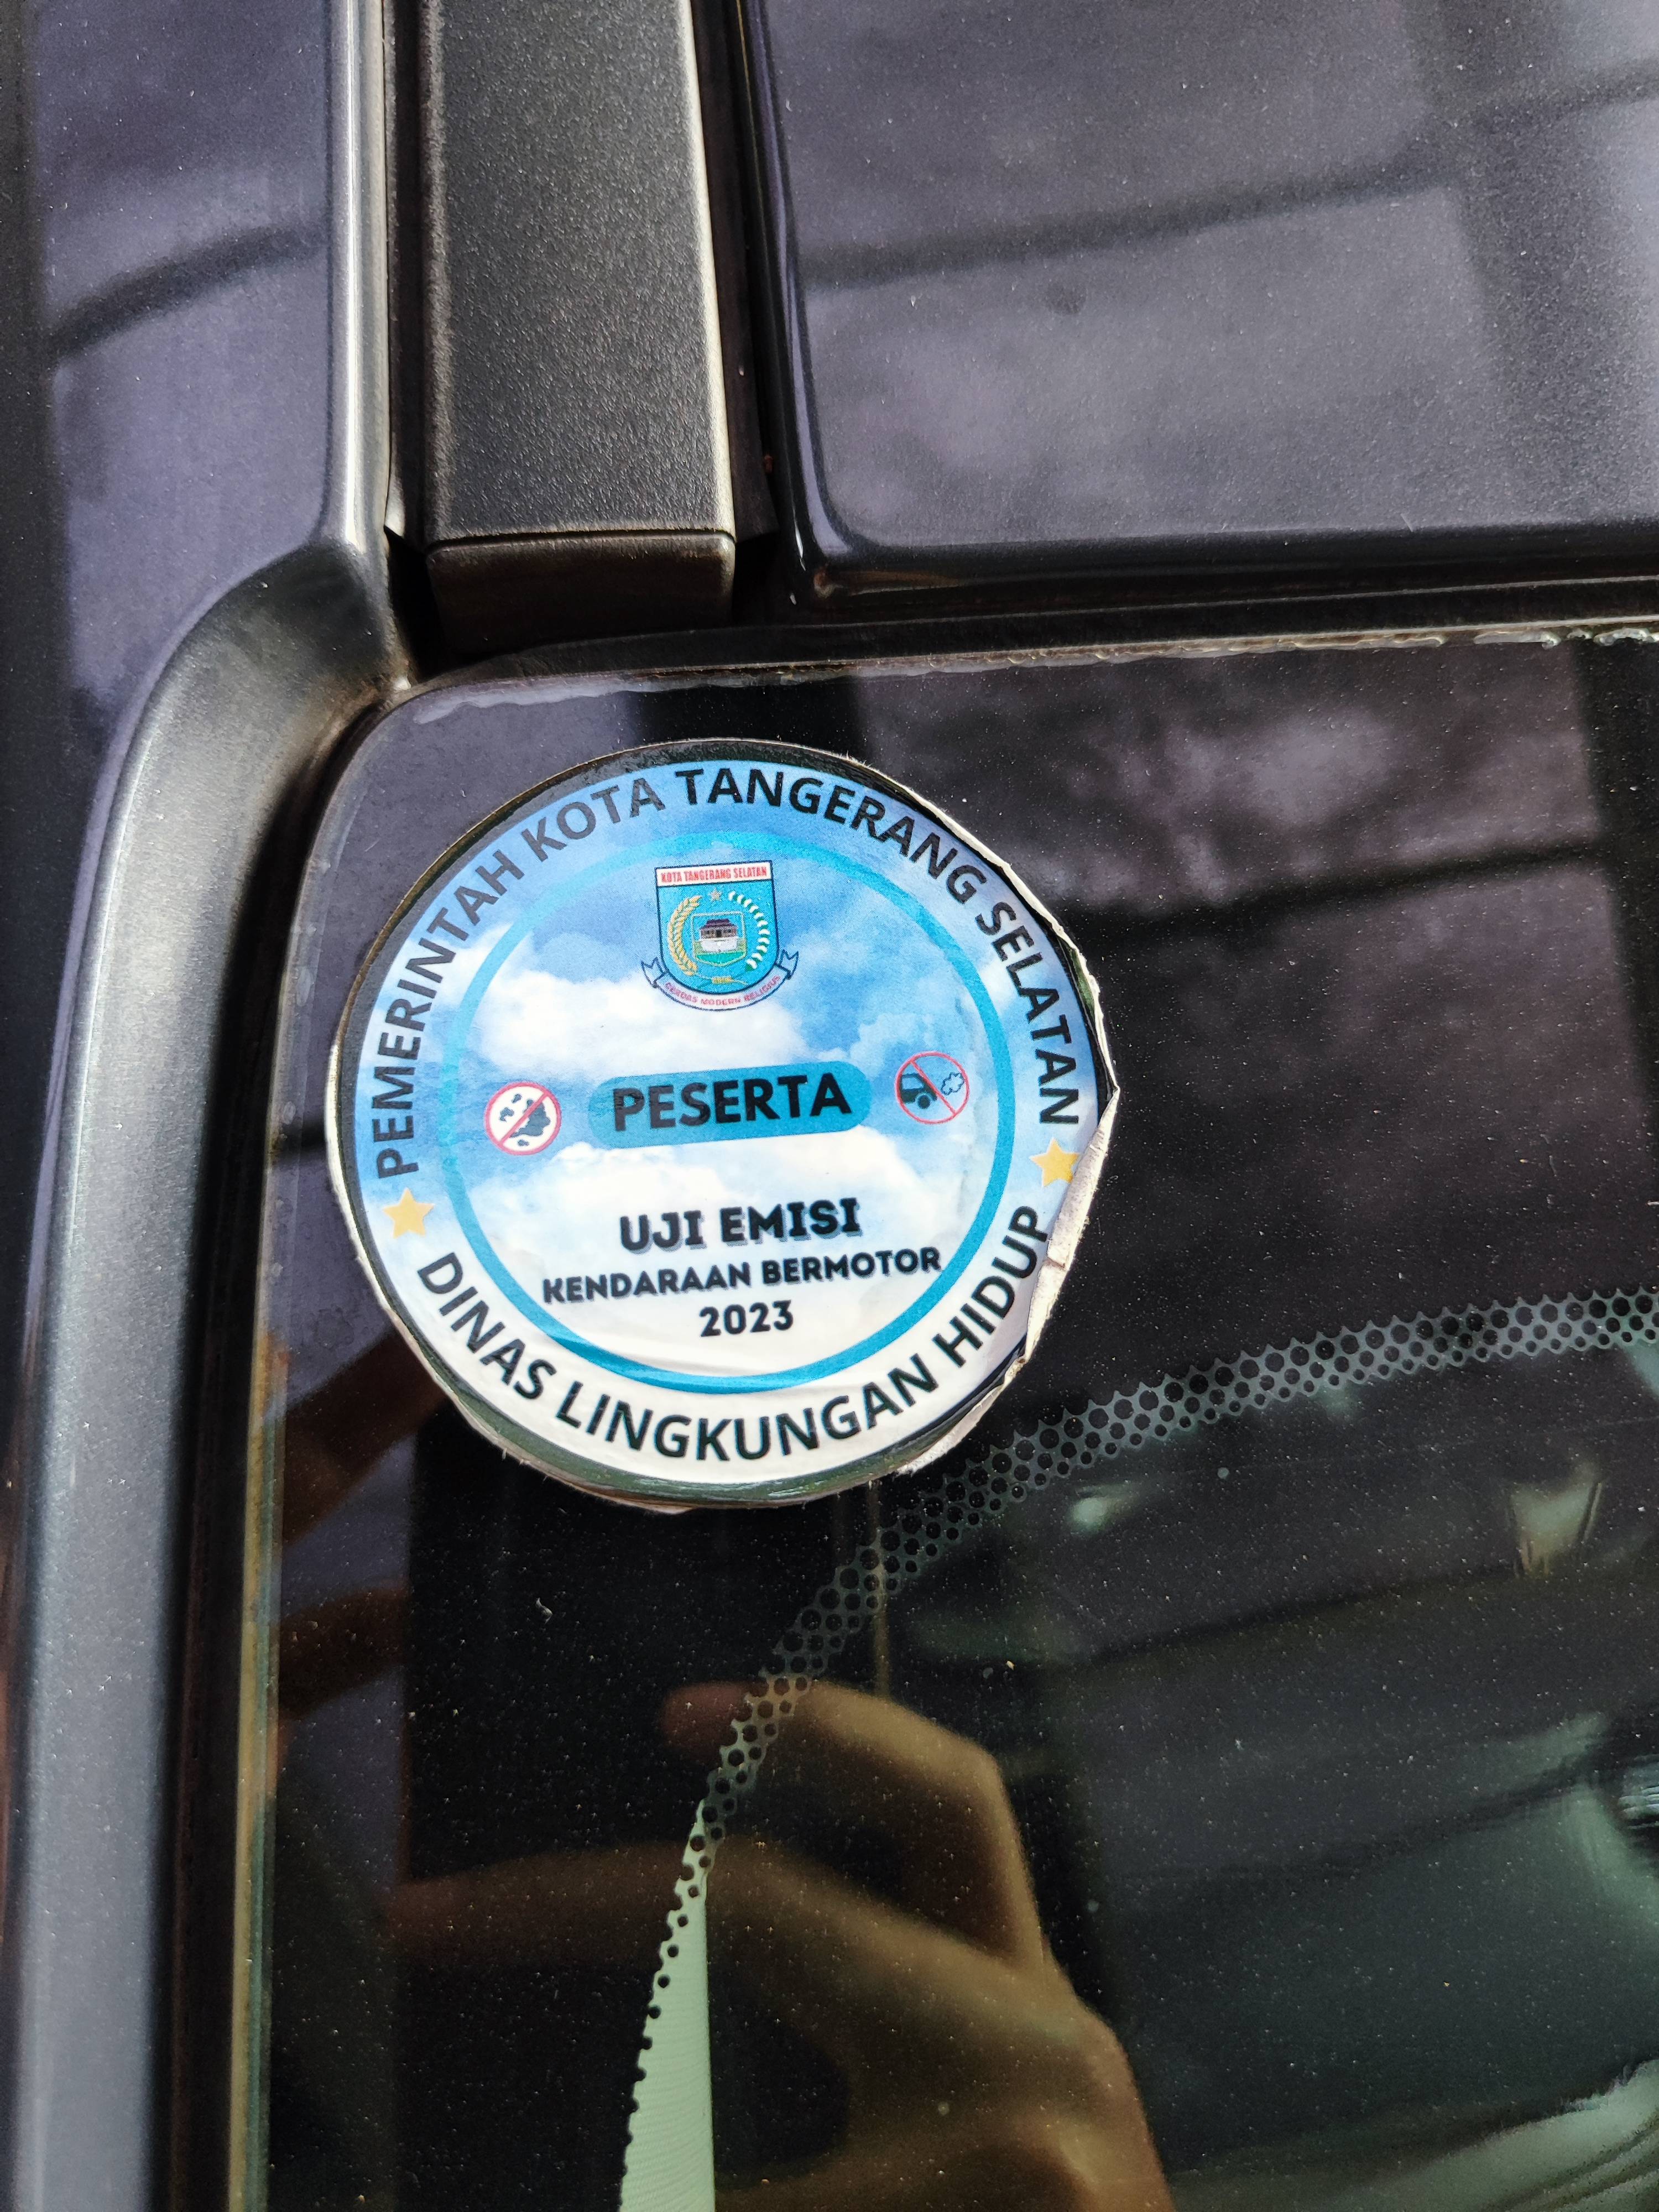 PEMERINTAH KOTA TANGERANG SELATAN
KOTA TANGERANG SELATAN
CERDAS MODERN RELIGIUS
PESERTA
UJI EMISI
KENDARAAN BERMOTOR
2023
DINAS LINGKUNGAN HIDUP